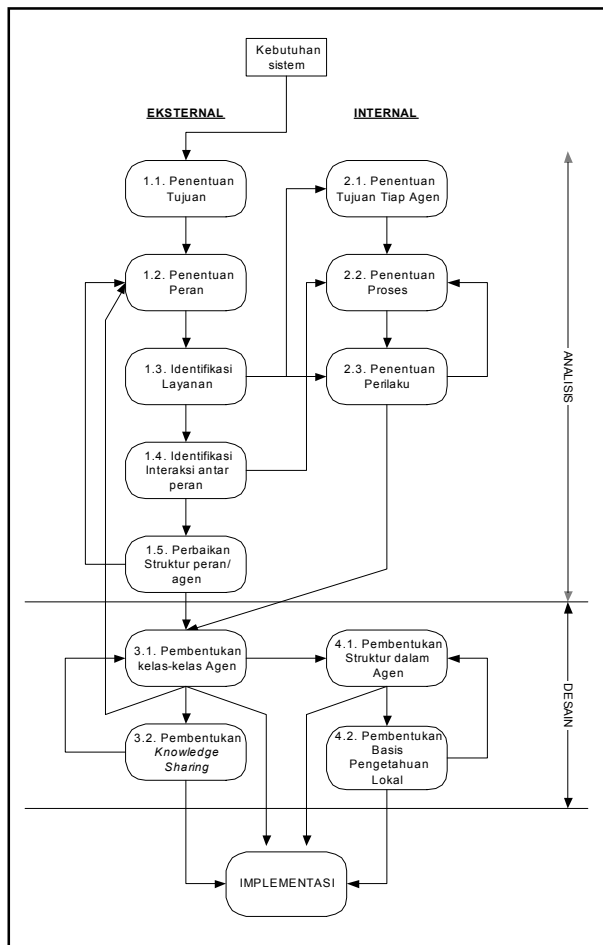 Kebutuhan
sistem
EKSTERNAL
INTERNAL
1.1. Penentuan
Tujuan
2.1. Penentuan
Tujuan Tiap Agen
1.2. Penentuan
Peran
2.2. Penentuan
Proses
1.3. Identifikasi
Layanan
2.3. Penentuan
Perilaku
ANALISIS
1.4. Identifikasi
Interaksi antar
peran
1.5. Perbaikan
Struktur peran/
agen
3.1. Pembentukan
kelas-kelas Agen
4.1. Pembentukan
Struktur dalam
Agen
DESAIN
3.2. Pembentukan
Knowledge
Sharing
4.2. Pembentukan
Basis
Pengetahuan
Lokal
IMPLEMENTASI